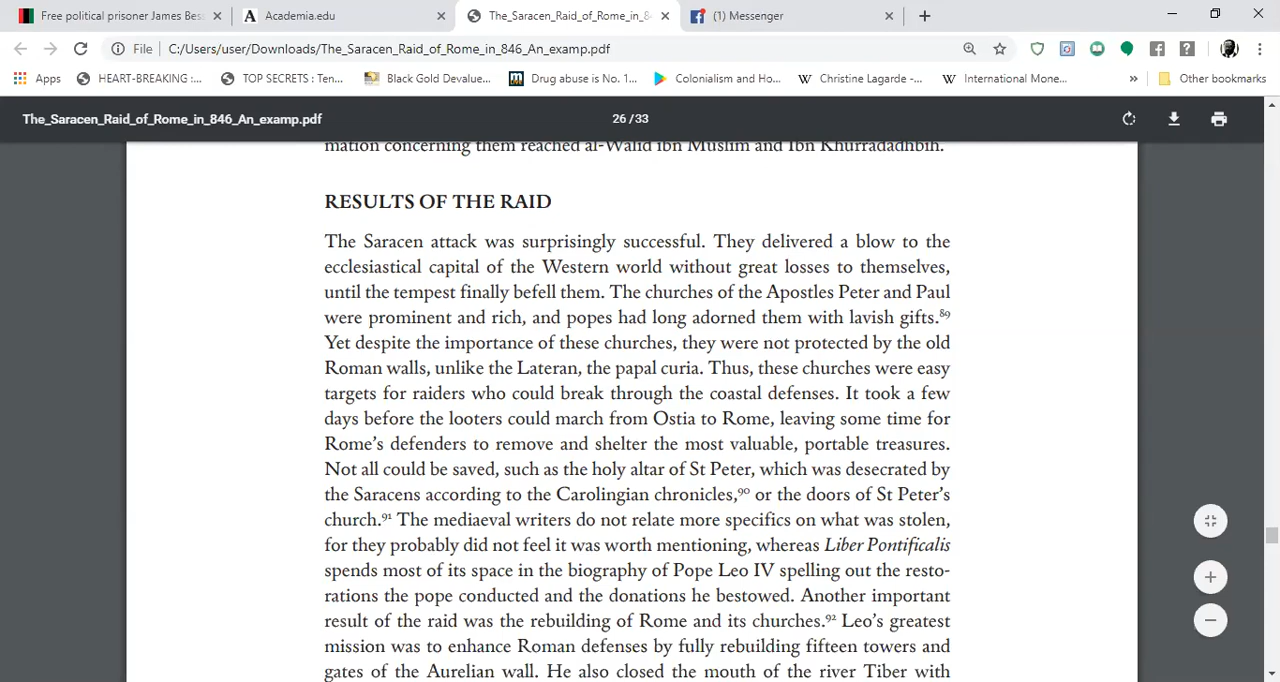 Free political prisoner James Bes
Academia.edu
The_Saracen_Raid_of_Rome_in_8
(1) Messenger
File
C:/Users/user/Downloads/The_Saracen_Raid_of_Rome_in_846_An_examp.pdf
Apps
HEART-BREAKING :...
TOP SECRETS : Ten...
Black Gold Devalue...
Drug abuse is No. 1...
Colonialism and Ho...
Christine Lagarde -...
International Mone...
»
Other bookmarks
The_Saracen_Raid_of_Rome_in_846_An_examp.pdf
26 / 33
mation concerning them reached al-Walid ibn Muslim and Ibn Khurradadhbih.
RESULTS OF THE RAID
The Saracen attack was surprisingly successful. They delivered a blow to the
ecclesiastical capital of the Western world without great losses to themselves,
until the tempest finally befell them. The churches of the Apostles Peter and Paul
were prominent and rich, and popes had long adorned them with lavish gifts.⁸⁹
Yet despite the importance of these churches, they were not protected by the old
Roman walls, unlike the Lateran, the papal curia. Thus, these churches were easy
targets for raiders who could break through the coastal defenses. It took a few
days before the looters could march from Ostia to Rome, leaving some time for
Rome's defenders to remove and shelter the most valuable, portable treasures.
Not all could be saved, such as the holy altar of St Peter, which was desecrated by
the Saracens according to the Carolingian chronicles,⁹⁰ or the doors of St Peter's
church.⁹¹ The mediaeval writers do not relate more specifics on what was stolen,
for they probably did not feel it was worth mentioning, whereas Liber Pontificalis
spends most of its space in the biography of Pope Leo IV spelling out the resto-
rations the pope conducted and the donations he bestowed. Another important
result of the raid was the rebuilding of Rome and its churches.⁹² Leo's greatest
mission was to enhance Roman defenses by fully rebuilding fifteen towers and
gates of the Aurelian wall. He also closed the mouth of the river Tiber with